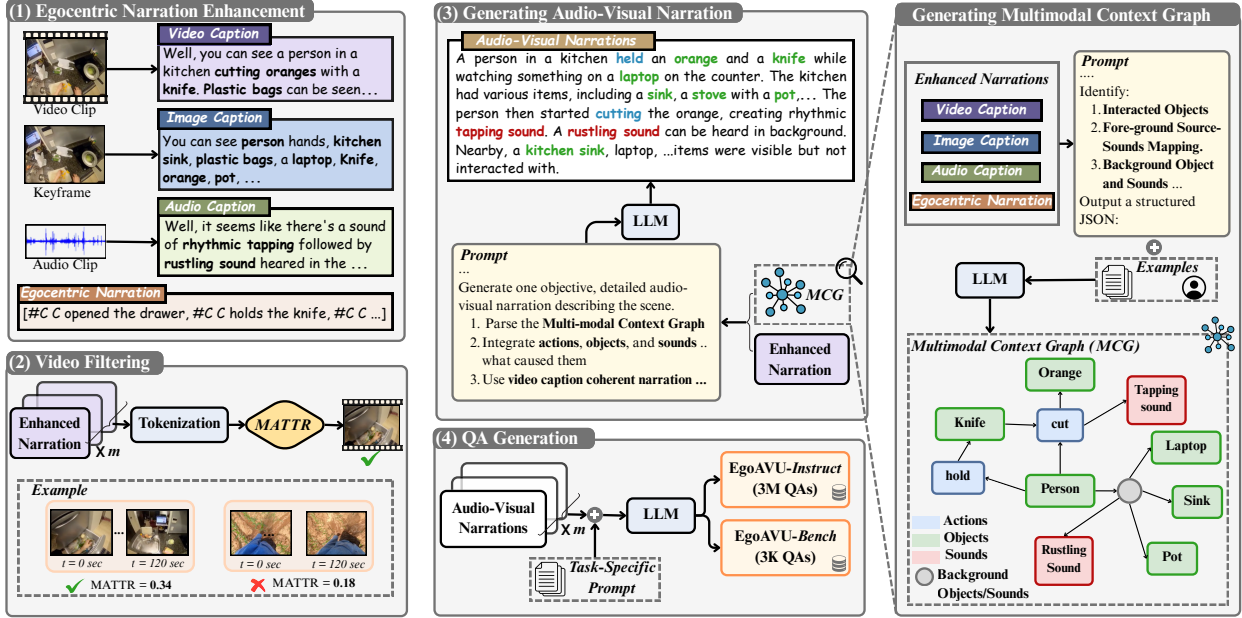 (1) Egocentric Narration Enhancement
Video Clip
Video Caption
Well, you can see a person in a
kitchen cutting oranges with a
knife. Plastic bags can be seen...
Keyframe
Image Caption
You can see person hands, kitchen
sink, plastic bags, a laptop, Knife,
orange, pot, ...
Audio Clip
Audio Caption
Well, it seems like there's a sound
of rhythmic tapping followed by
rustling sound heared in the ...
Egocentric Narration
[#C C opened the drawer, #C C holds the knife, #C C ...]
(2) Video Filtering
Enhanced
Narration
X m
Tokenization
MATTR
Example
...
t = 0 sec
t = 120 sec
MATTR = 0.34
t = 0 sec
t = 120 sec
MATTR = 0.18
(3) Generating Audio-Visual Narration
Audio-Visual Narrations
A person in a kitchen held an orange and a knife while
watching something on a laptop on the counter. The kitchen
had various items, including a sink, a stove with a pot,... The
person then started cutting the orange, creating rhythmic
tapping sound. A rustling sound can be heard in background.
Nearby, a kitchen sink, laptop, ...items were visible but not
interacted with.
LLM
Prompt
...
Generate one objective, detailed audio-
visual narration describing the scene.
1. Parse the Multi-modal Context Graph
2. Integrate actions, objects, and sounds ..
what caused them
3. Use video caption coherent narration ...
MCG
Enhanced
Narration
(4) QA Generation
Audio-Visual
Narrations
X m
Task-Specific
Prompt
LLM
EgoAVU-Instruct
(3M QAs)
EgoAVU-Bench
(3K QAs)
Generating Multimodal Context Graph
Enhanced Narrations
Video Caption
Image Caption
Audio Caption
Egocentric Narration
Prompt
....
Identify:
1. Interacted Objects
2. Fore-ground Source-
Sounds Mapping.
3. Background Object
and Sounds ...
Output a structured
JSON:
LLM
Examples
Multimodal Context Graph (MCG)
Orange
Tapping
sound
Knife
cut
Laptop
hold
Person
Sink
Rustling
Sound
Pot
Actions
Objects
Sounds
Background
Objects/Sounds